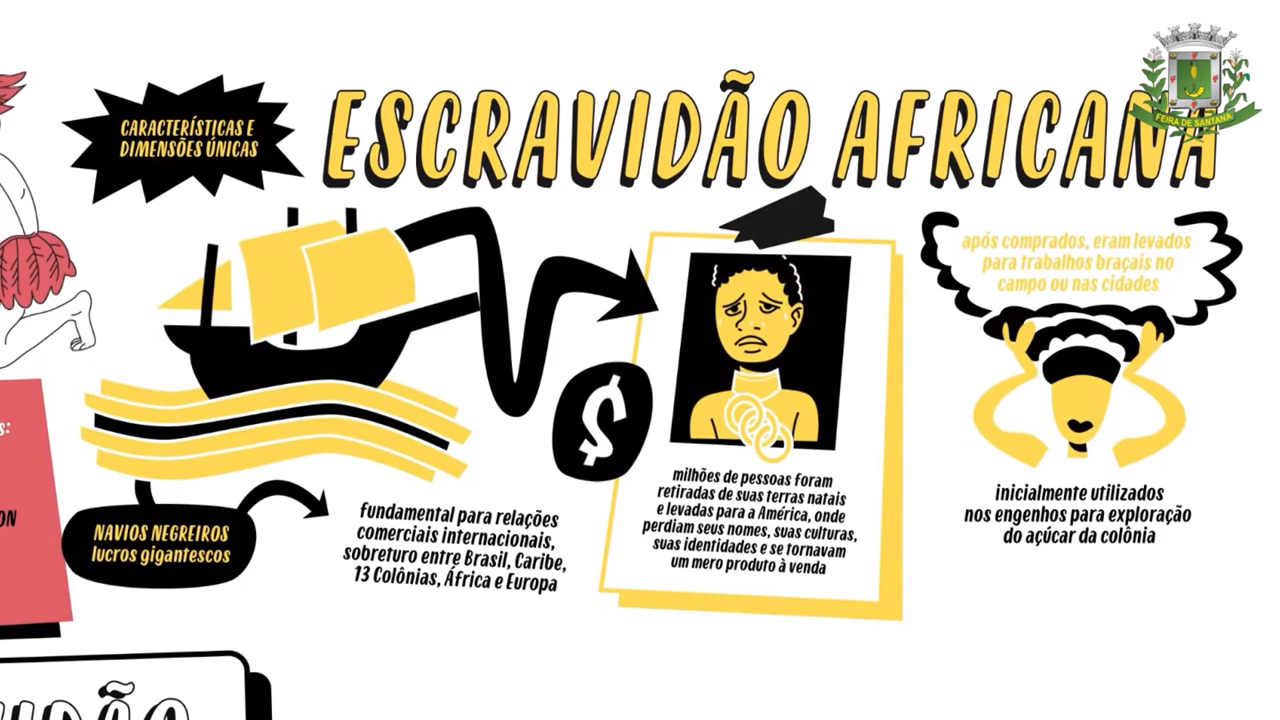 CARACTERÍSTICAS E
DIMENSÕES ÚNICAS
ESCRAVIDÃO AFRICANA
FEIRA DE SANTANA
após comprados, eram levados
para trabalhos braçais no
campo ou nas cidades
$
s:
ON
NAVIOS NEGREIROS
lucros gigantescos
fundamental para relações
comerciais internacionais,
sobreturo entre Brasil, Caribe,
13 Colônias, África e Europa
milhões de pessoas foram
retiradas de suas terras natais
e levadas para a América, onde
perdiam seus nomes, suas culturas,
suas identidades e se tornavam
um mero produto à venda
inicialmente utilizados
nos engenhos para exploração
do açúcar da colônia